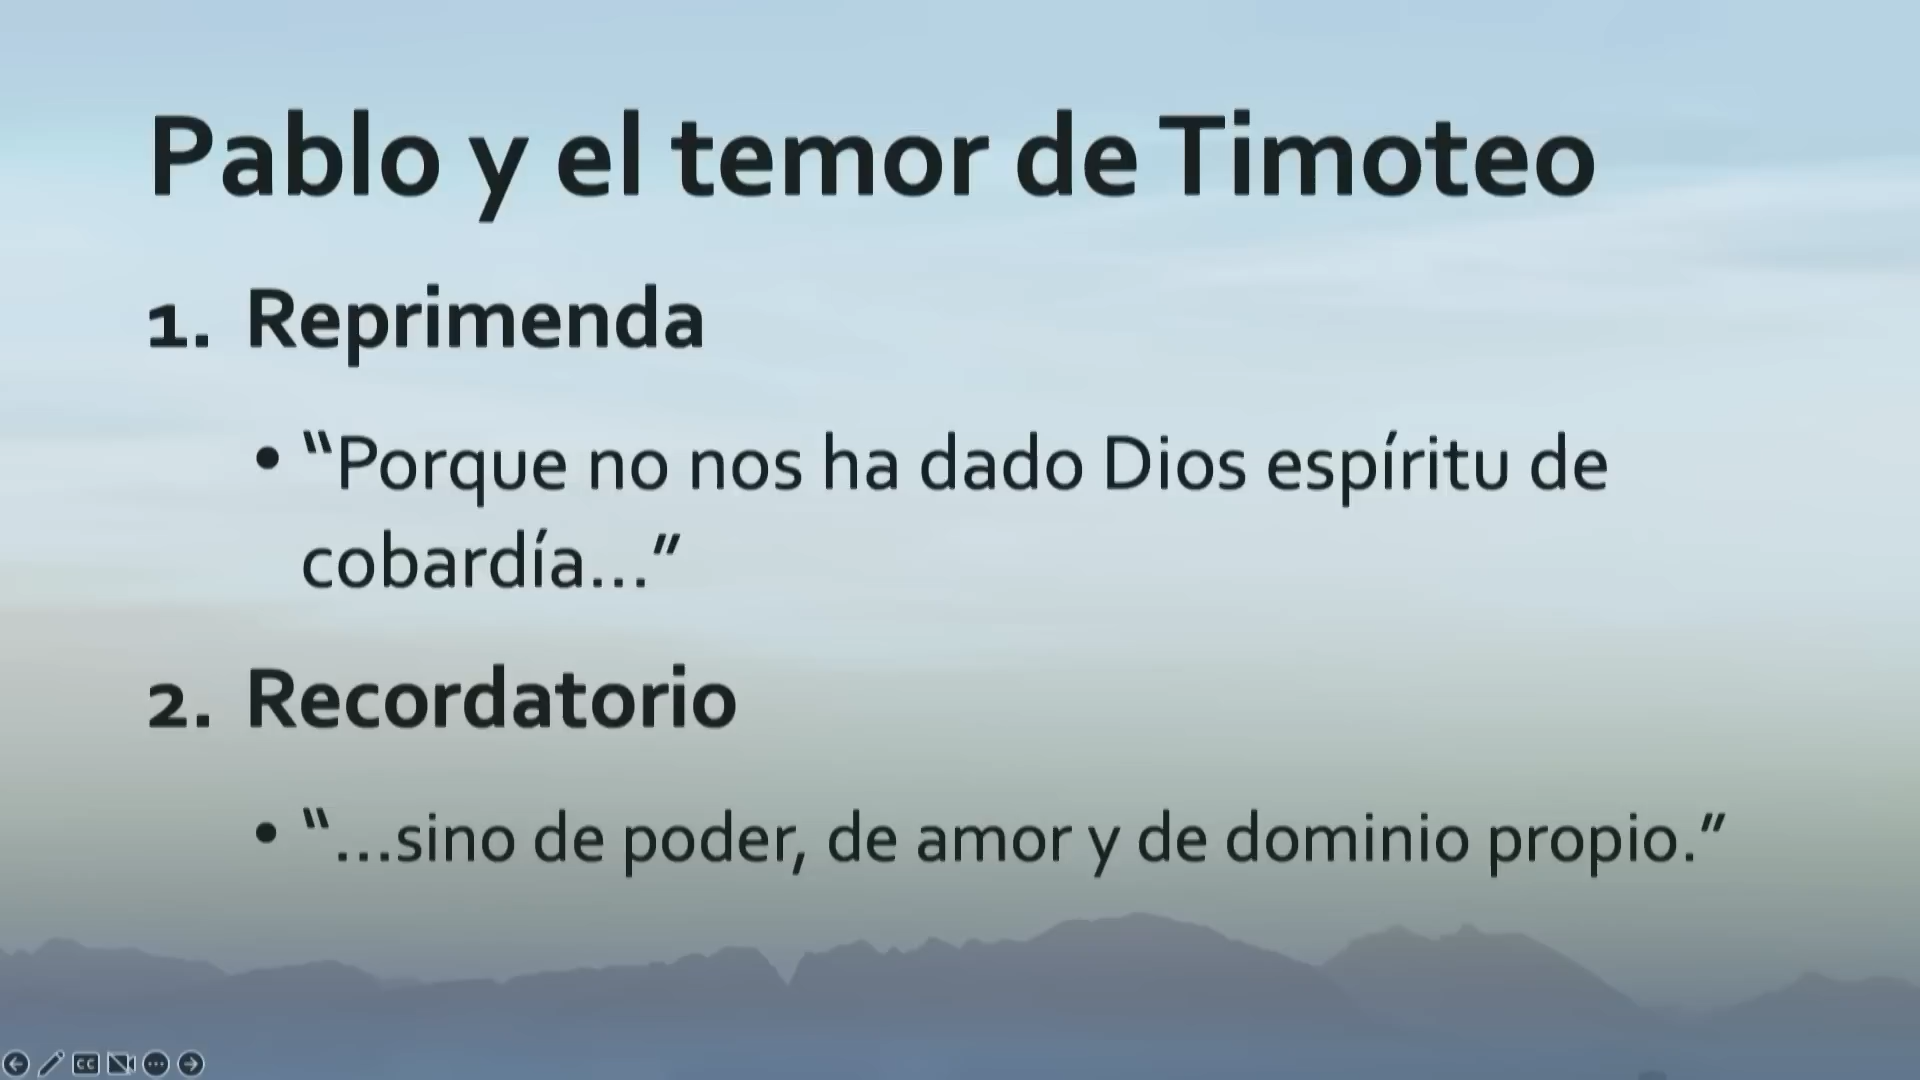 Pablo y el temor de Timoteo
1. Reprimenda
• “Porque no nos ha dado Dios espíritu de
cobardía...”
2. Recordatorio
• “...sino de poder, de amor y de dominio propio.”
CC